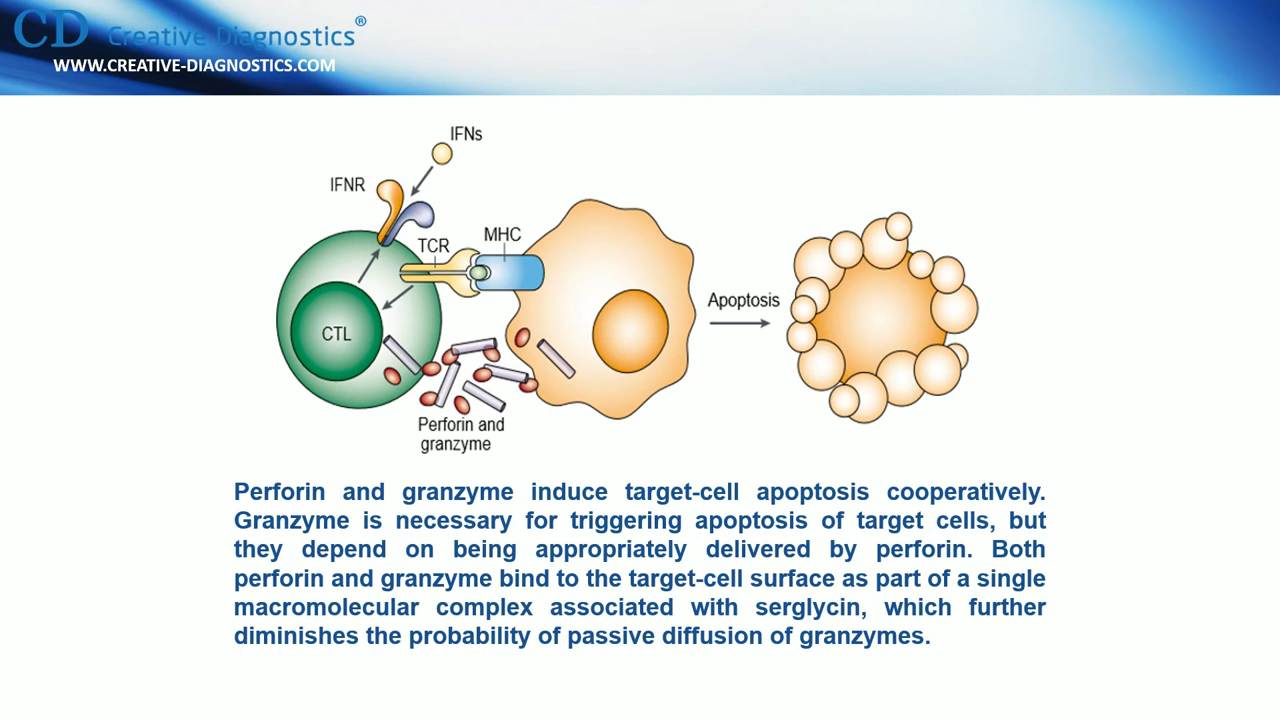 CD Creative Diagnostics®
WWW.CREATIVE-DIAGNOSTICS.COM
IFNs
IFNR
TCR
MHC
CTL
Apoptosis
Perforin and
granzyme
Perforin and granzyme induce target-cell apoptosis cooperatively.
Granzyme is necessary for triggering apoptosis of target cells, but
they depend on being appropriately delivered by perforin. Both
perforin and granzyme bind to the target-cell surface as part of a single
macromolecular complex associated with serglycin, which further
diminishes the probability of passive diffusion of granzymes.